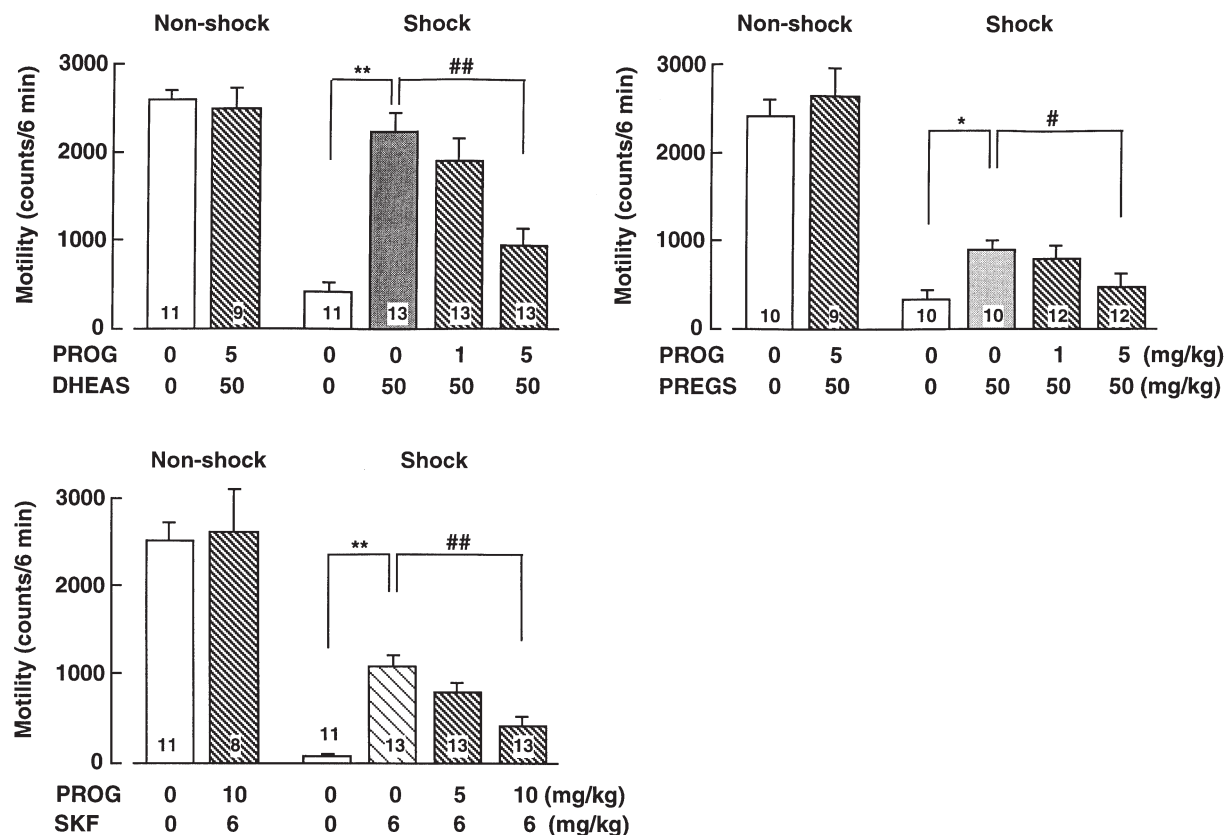 Non-shock Shock
Motility (counts/6 min)
3000
2000
1000
0
** ##
11 9 11 13 13 13
PROG 0 5 0 0 1 5
DHEAS 0 50 0 50 50 50
Non-shock Shock
Motility (counts/6 min)
3000
2000
1000
0
* #
10 9 10 10 12 12
PROG 0 5 0 0 1 5 (mg/kg)
PREGS 0 50 0 50 50 50 (mg/kg)
Non-shock Shock
Motility (counts/6 min)
3000
2000
1000
0
** ##
11 8 11 13 13 13
PROG 0 10 0 0 5 10 (mg/kg)
SKF 0 6 0 6 6 6 (mg/kg)